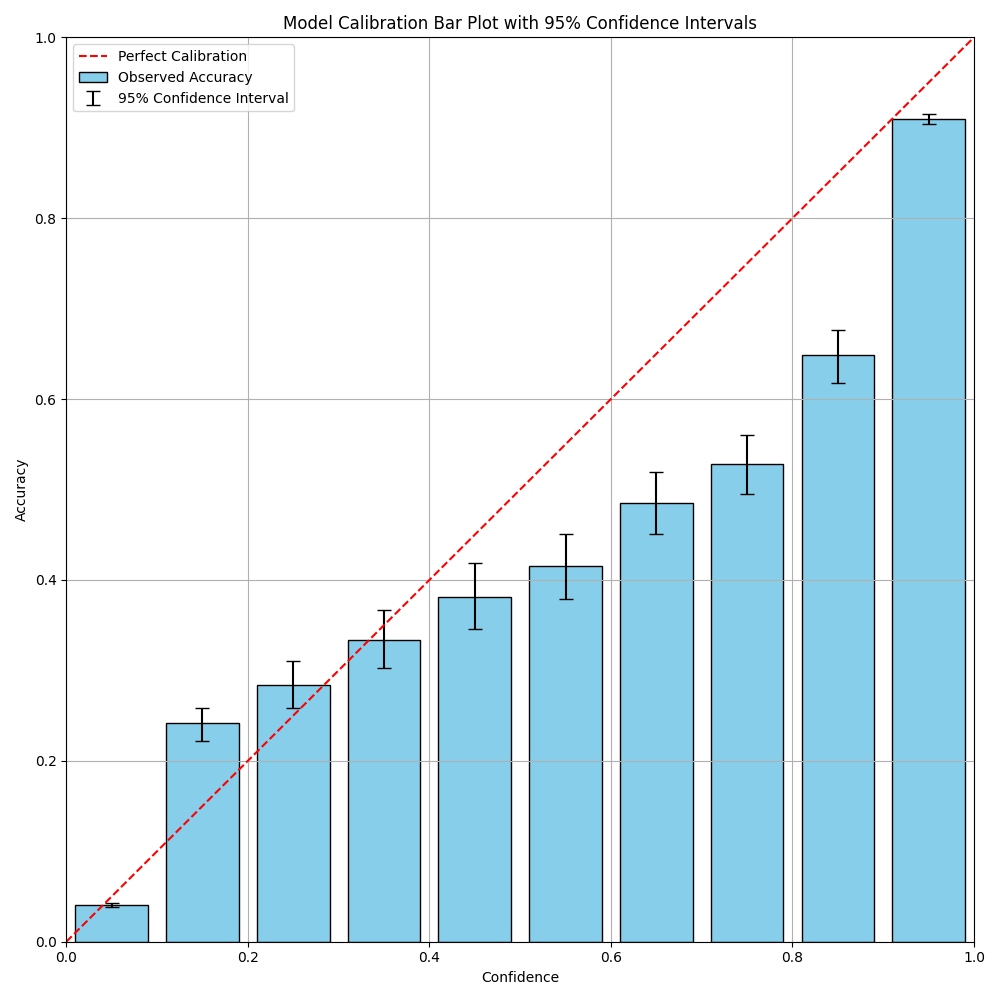 Model Calibration Bar Plot with 95% Confidence Intervals
Perfect Calibration
Observed Accuracy
95% Confidence Interval
1.0
0.8
0.6
0.4
0.2
0.0
Accuracy
0.0 0.2 0.4 0.6 0.8 1.0
Confidence